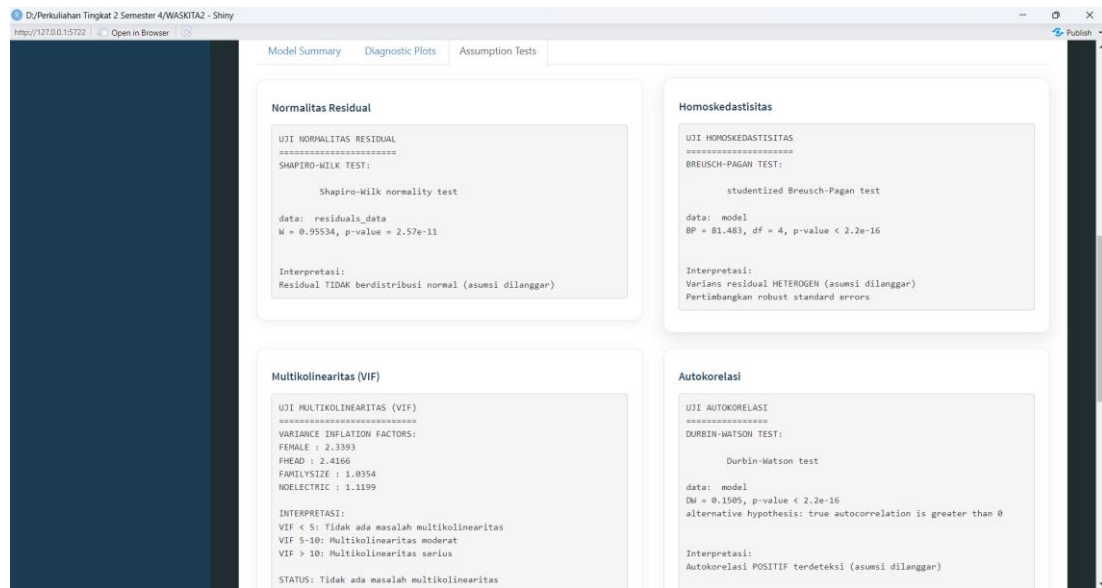 D:/Perkuliahan Tingkat 2 Semester 4/WASKITA2 - Shiny
http://127.0.0.1:5722 Open in Browser Publish
Model Summary Diagnostic Plots Assumption Tests
Normalitas Residual
UJI NORMALITAS RESIDUAL
=======================
SHAPIRO-WILK TEST:
Shapiro-Wilk normality test
data: residuals_data
W = 0.95534, p-value = 2.57e-11
Interpretasi:
Residual TIDAK berdistribusi normal (asumsi dilanggar)
Homoskedastisitas
UJI HOMOSKEDASTISITAS
=====================
BREUSCH-PAGAN TEST:
studentized Breusch-Pagan test
data: model
BP = 81.483, df = 4, p-value < 2.2e-16
Interpretasi:
Varians residual HETEROGEN (asumsi dilanggar)
Pertimbangkan robust standard errors
Multikolinearitas (VIF)
UJI MULTIKOLINEARITAS (VIF)
===========================
VARIANCE INFLATION FACTORS:
FEMALE : 2.3393
FHEAD : 2.4166
FAMILYSIZE : 1.0354
NOELECTRIC : 1.1199
INTERPRETASI:
VIF < 5: Tidak ada masalah multikolinearitas
VIF 5-10: Multikolinearitas moderat
VIF > 10: Multikolinearitas serius
STATUS: Tidak ada masalah multikolinearitas
Autokorelasi
UJI AUTOKORELASI
================
DURBIN-WATSON TEST:
Durbin-Watson test
data: model
DW = 0.1505, p-value < 2.2e-16
alternative hypothesis: true autocorrelation is greater than 0
Interpretasi:
Autokorelasi POSITIF terdeteksi (asumsi dilanggar)